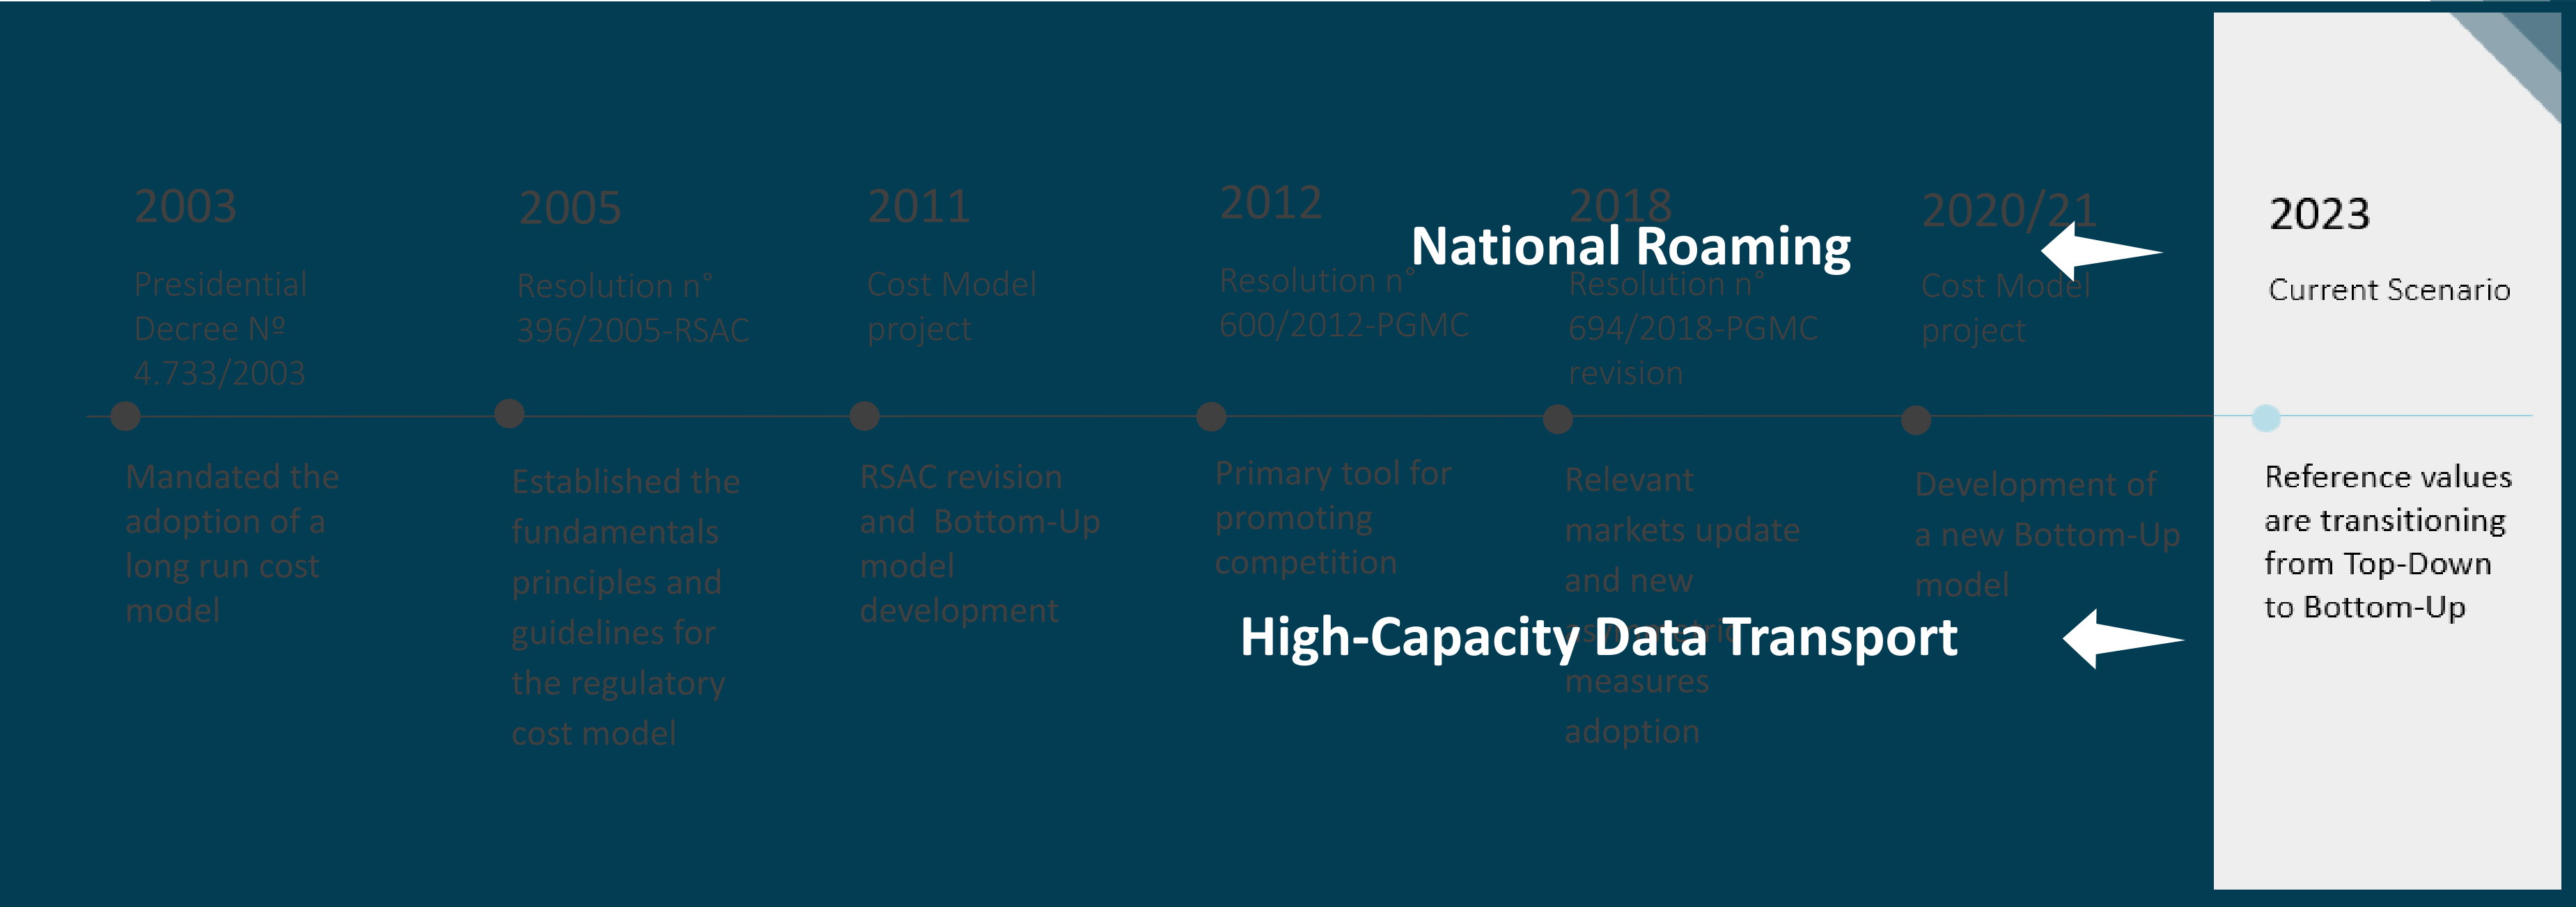 2003
Presidential
Decree Nº
4.733/2003
Mandated the
adoption of a
long run cost
model
2005
Resolution n°
396/2005-RSAC
Established the
fundamentals
principles and
guidelines for
the regulatory
cost model
2011
Cost Model
project
RSAC revision
and Bottom-Up
model
development
2012
Resolution n°
600/2012-PGMC
Primary tool for
promoting
competition
2018
Resolution n°
694/2018-PGMC
revision
Relevant
markets update
and new
measures
adoption
2020/21
Cost Model
project
Development of
a new Bottom-Up
model
National Roaming
High-Capacity Data Transport
2023
Current Scenario
Reference values
are transitioning
from Top-Down
to Bottom-Up